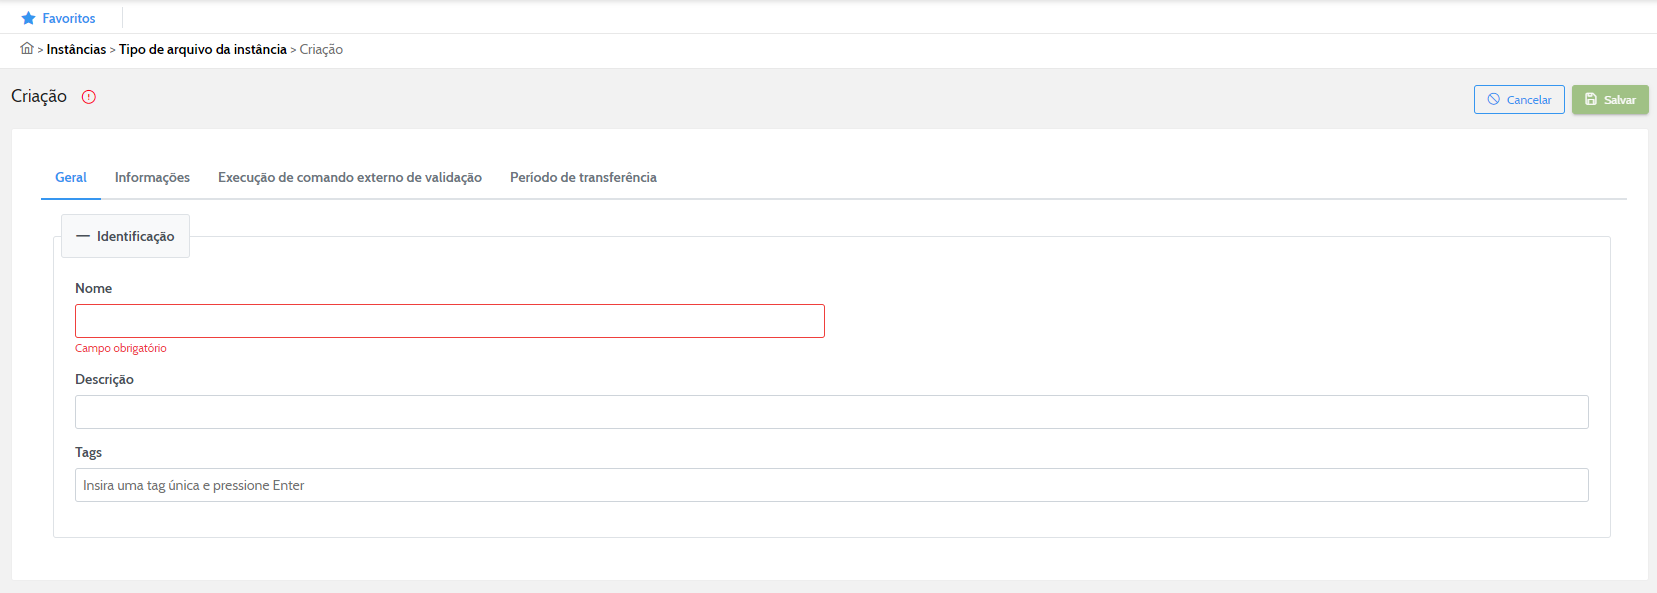 Favoritos
> Instâncias > Tipo de arquivo da instância > Criação
Criação
Cancelar
Salvar
Geral
Informações
Execução de comando externo de validação
Período de transferência
— Identificação
Nome
Campo obrigatório
Descrição
Tags
Insira uma tag única e pressione Enter